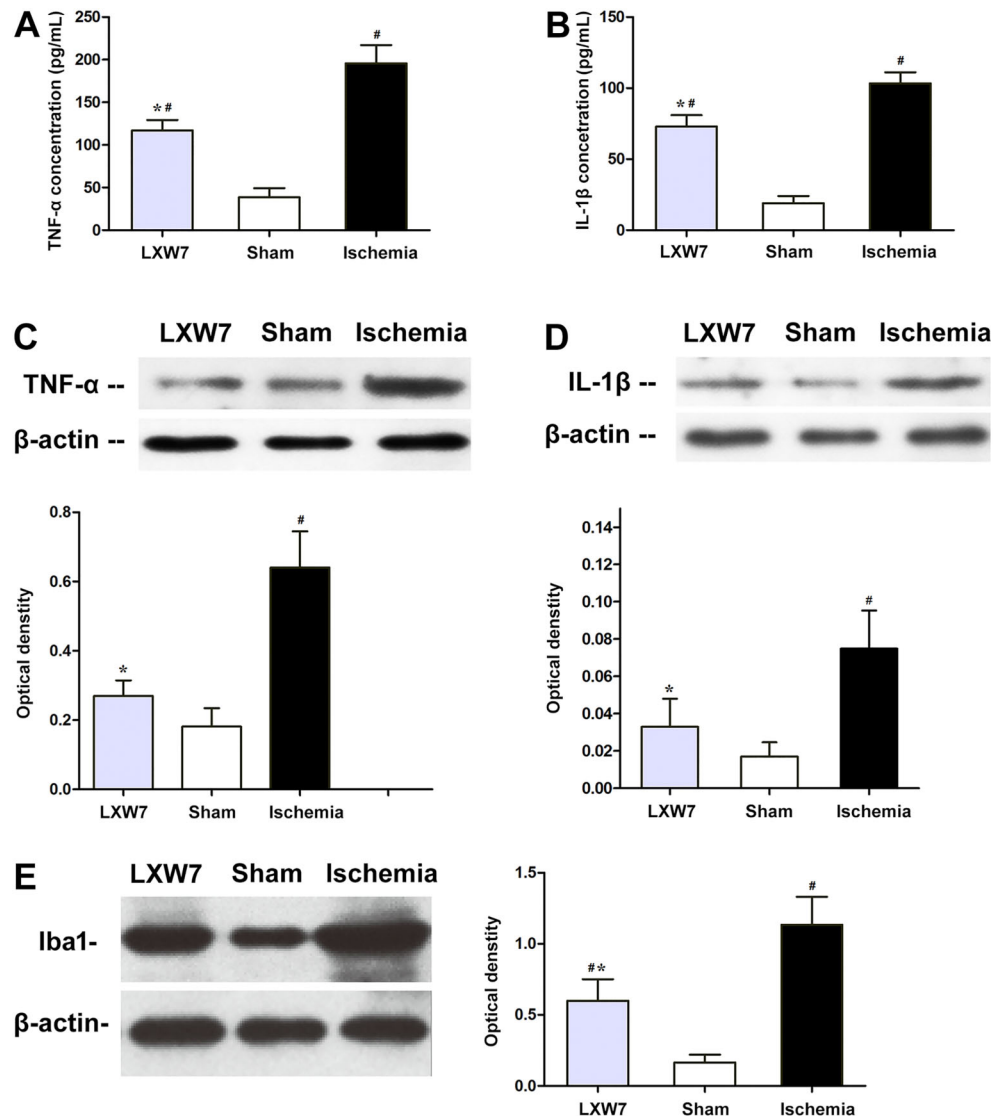 A
TNF-α concentration (pg/mL)
250
200
150
100
50
0
* #
#
LXW7 Sham Ischemia
B
IL-1β concetration (pg/mL)
150
100
50
0
* #
#
LXW7 Sham Ischemia
C
LXW7 Sham Ischemia
TNF-α --
β-actin --
Optical denstity
0.8
0.6
0.4
0.2
0.0
*
#
LXW7 Sham Ischemia
D
LXW7 Sham Ischemia
IL-1β --
β-actin --
Optical denstity
0.14
0.12
0.10
0.08
0.06
0.04
0.02
0.00
*
#
LXW7 Sham Ischemia
E
LXW7 Sham Ischemia
Iba1-
β-actin-
Optical denstity
1.5
1.0
0.5
0.0
# *
#
LXW7 Sham Ischemia